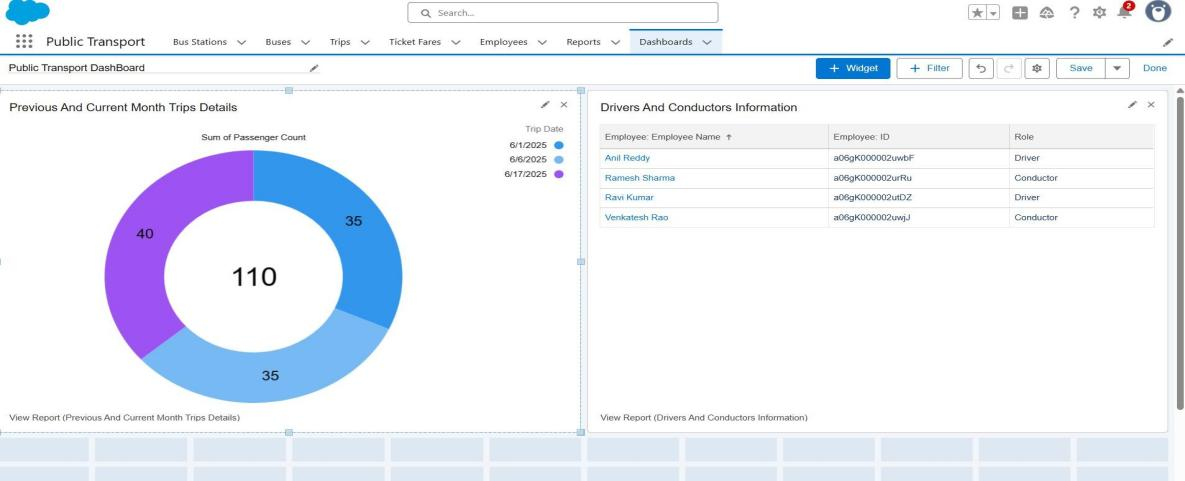 Search...
2
Public Transport Bus Stations Buses Trips Ticket Fares Employees Reports Dashboards
Public Transport DashBoard + Widget + Filter Save Done
Previous And Current Month Trips Details
Sum of Passenger Count
Trip Date
6/1/2025
6/6/2025
6/17/2025
35
40
110
35
View Report (Previous And Current Month Trips Details)
Drivers And Conductors Information
Employee: Employee Name ↑ Employee: ID Role
Anil Reddy a06gK000002uwbF Driver
Ramesh Sharma a06gK000002urRu Conductor
Ravi Kumar a06gK000002utDZ Driver
Venkatesh Rao a06gK000002uwjJ Conductor
View Report (Drivers And Conductors Information)